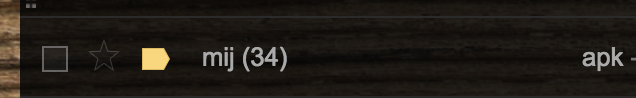 mij (34) apk -